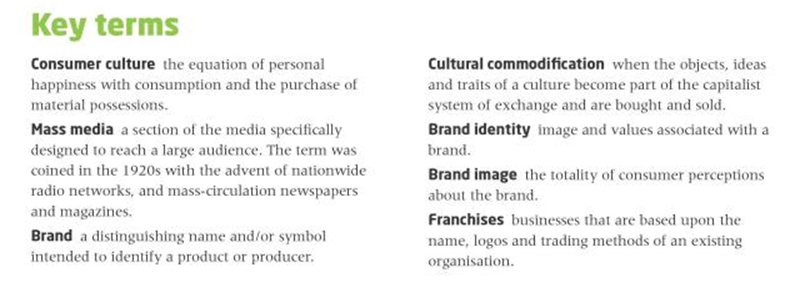 Key terms
Consumer culture the equation of personal
happiness with consumption and the purchase of
material possessions.
Mass media a section of the media specifically
designed to reach a large audience. The term was
coined in the 1920s with the advent of nationwide
radio networks, and mass-circulation newspapers
and magazines.
Brand a distinguishing name and/or symbol
intended to identify a product or producer.
Cultural commodification when the objects, ideas
and traits of a culture become part of the capitalist
system of exchange and are bought and sold.
Brand identity image and values associated with a
brand.
Brand image the totality of consumer perceptions
about the brand.
Franchises businesses that are based upon the
name, logos and trading methods of an existing
organisation.